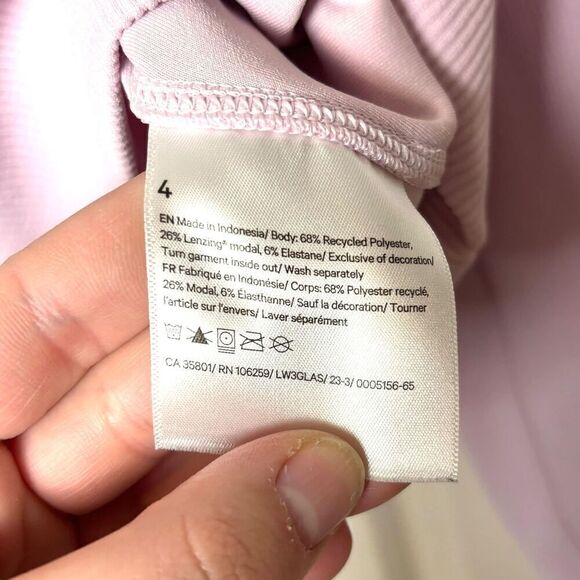 4
EN Made in Indonesia/ Body: 68% Recycled Polyester,
26% Lenzing® modal, 6% Elastane/ Exclusive of decoration/
Turn garment inside out/ Wash separately
FR Fabriqué en Indonésie/ Corps: 68% Polyester recyclé,
26% Modal, 6% Élasthanne/ Sauf la décoration/ Tourner
l'article sur l'envers/ Laver séparément
CA 35801/ RN 106259/ LW3GLAS/ 23-3/ 0005156-65